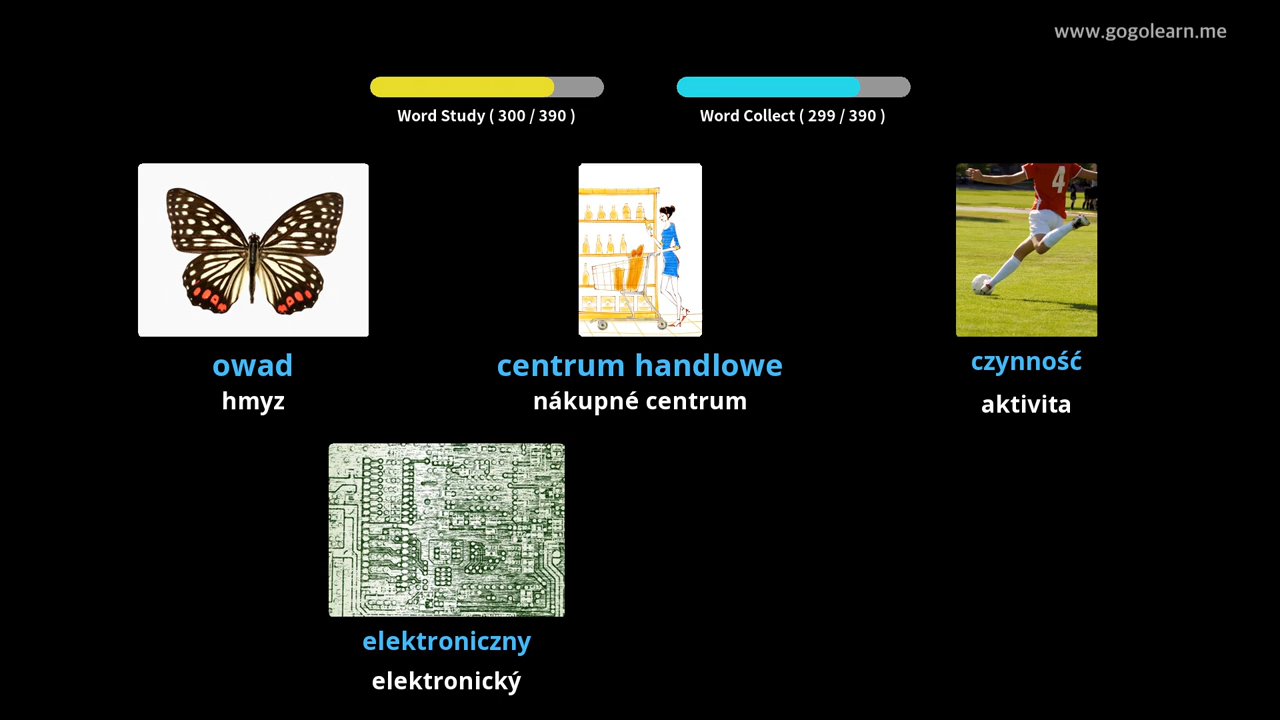 www.gogolearn.me
Word Study ( 300 / 390 )
Word Collect ( 299 / 390 )
owad
hmyz
centrum handlowe
nákupné centrum
czynność
aktivita
elektroniczny
elektronický